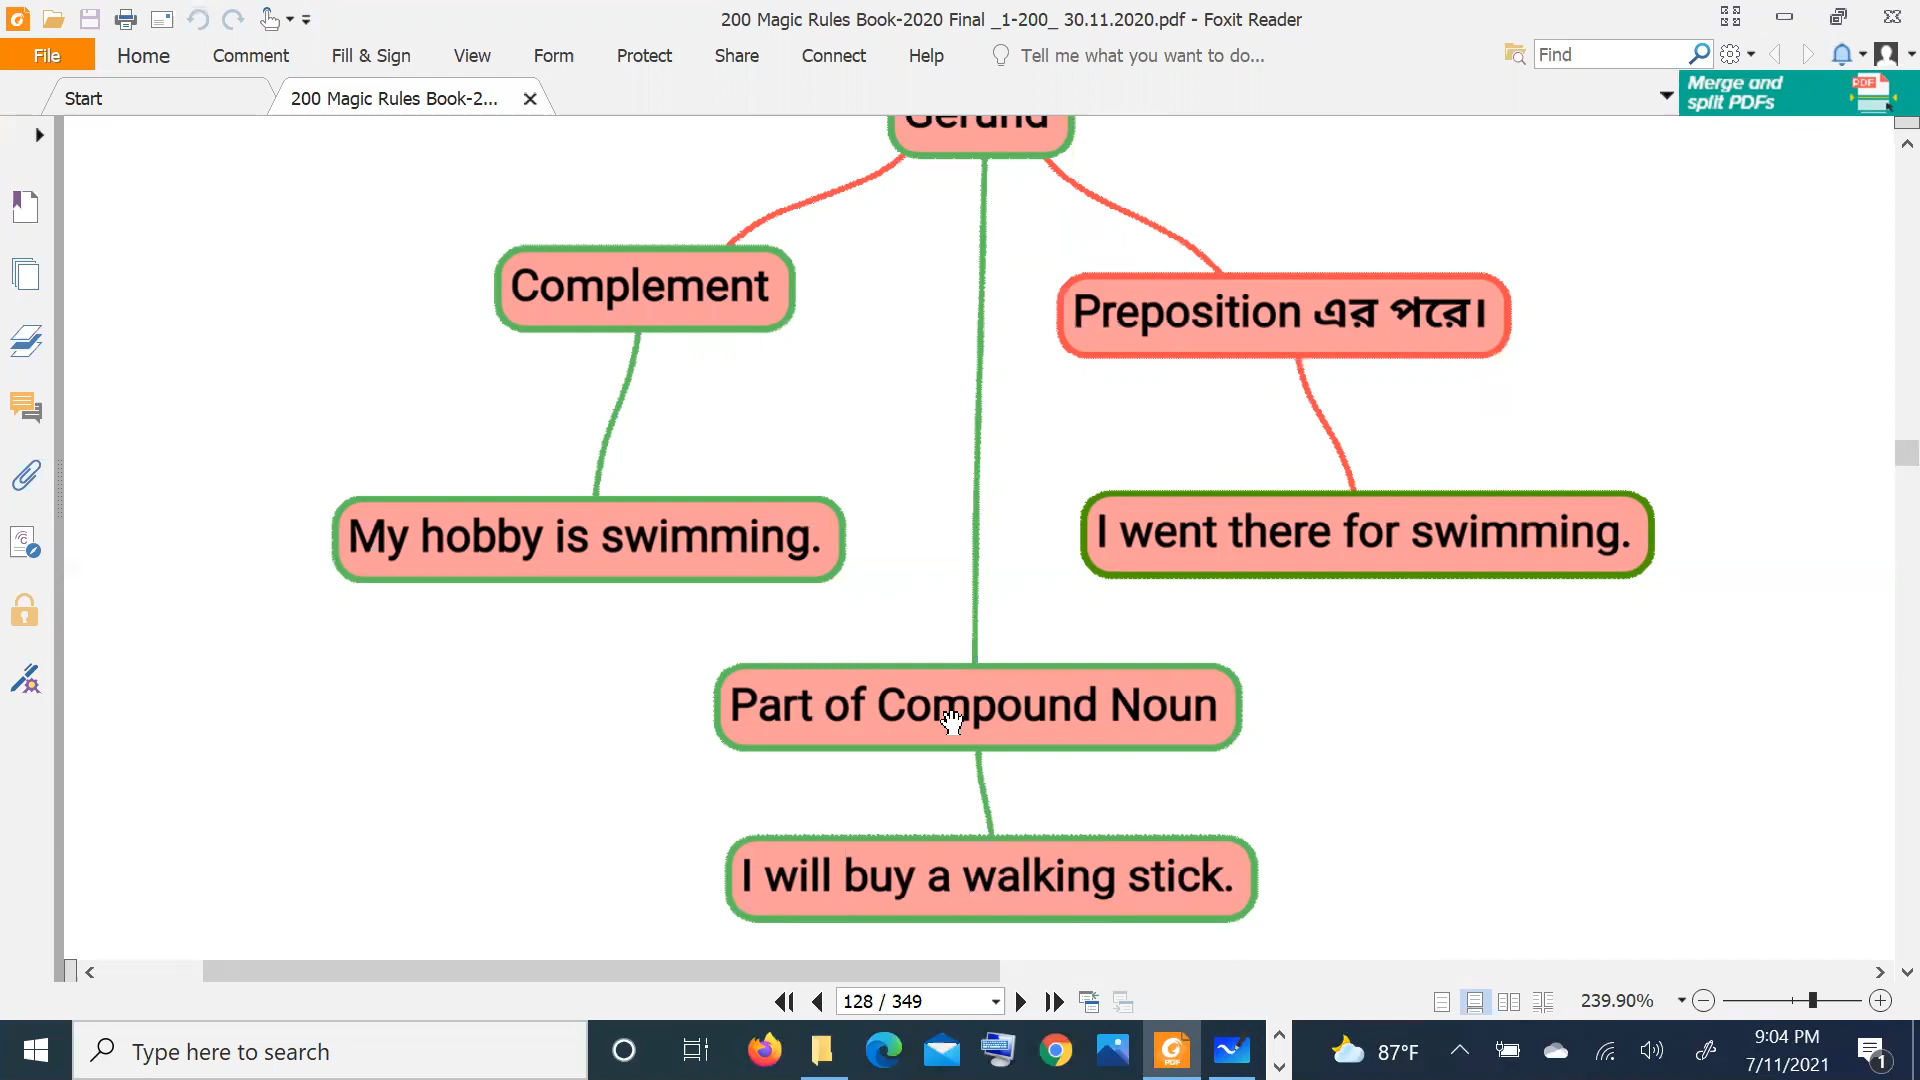 200 Magic Rules Book-2020 Final _1-200_ 30.11.2020.pdf - Foxit Reader
File Home Comment Fill & Sign View Form Protect Share Connect Help Tell me what you want to do... Find
Start 200 Magic Rules Book-2... Merge and split PDFs
PDF
Gerund
Complement
Preposition এর পরে।
My hobby is swimming.
I went there for swimming.
Part of Compound Noun
I will buy a walking stick.
128 / 349 239.90%
Type here to search 87°F 9:04 PM
7/11/2021 1